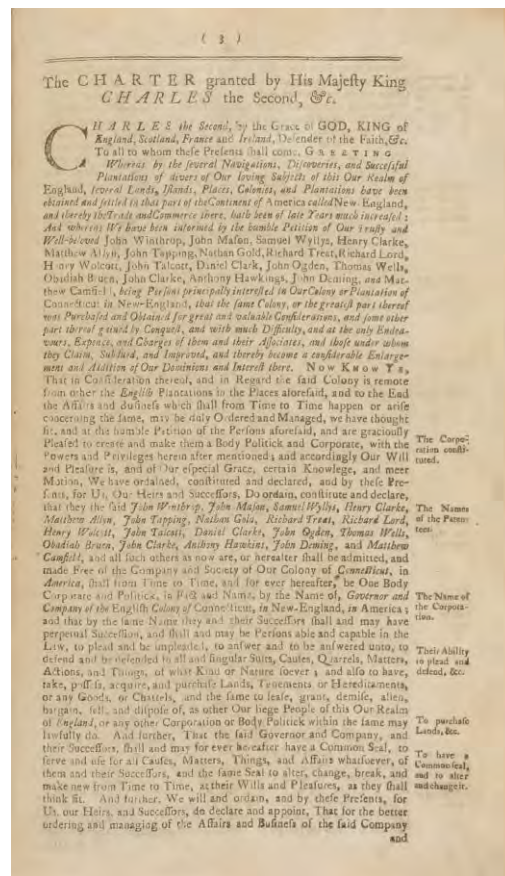 ( 3 )
The CHARTER granted by His Majeſty King
CHARLES the Second, &c.
CHARLES the Second, by the Grace of GOD, KING of
England, Scotland, France and Ireland, Defender of the Faith, &c.
To all to whom theſe Preſents ſhall come, GREETING
Whereas by the ſeveral Navigations, Diſcoveries, and Succeſsful
Plantations of divers of Our loving Subjects of this Our Realm of
England, ſeveral Lands, Iſlands, Places, Colonies, and Plantations have been
obtained and ſettled in that part of the Continent of America called New England,
and thereby the Trade and Commerce there, hath been of late Years much increaſed :
And whereas We have been informed by the humble Petition of Our Truſty and
Well-beloved John Winthrop, John Maſon, Samuel Wyllys, Henry Clarke,
Matthew Allyn, John Tapping, Nathan Gold, Richard Treat, Richard Lord,
Henry Wolcott, John Talcott, Daniel Clark, John Ogden, Thomas Wells,
Obadiah Bruen, John Clarke, Anthony Hawkings, John Deming, and Mat-
thew Camfield, being Perſons principally intereſted in Our Colony or Plantation of
Connecticut in New-England, that the ſame Colony, or the greateſt part thereof
was Purchaſed and Obtained for great and valuable Conſiderations, and ſome other
part thereof gained by Conqueſt, and with much Difficulty, and at the only Endea-
vours, Expence, and Charges of them and their Aſſociates, and thoſe under whom
they Claim, Subdued, and Improved, and thereby become a conſiderable Enlarge-
ment and Addition of Our Dominions and Intereſt there. NOW KNOW YE,
That in Conſideration thereof, and in Regard the ſaid Colony is remote
from other the Engliſh Plantations in the Places aforeſaid, and to the End
the Affairs and Buſineſs which ſhall from Time to Time happen or ariſe
concerning the ſame, may be duly Ordered and Managed, we have thought
fit, and at the humble Petition of the Perſons aforeſaid, and are graciouſly
Pleaſed to create and make them a Body Politick and Corporate, with the
Powers and Privileges herein after mentioned ; and accordingly Our Will
and Pleaſure is, and of Our eſpecial Grace, certain Knowlege, and meer
Motion, We have ordained, conſtituted and declared, and by theſe Pre-
ſents, for Us, Our Heirs and Succeſſors, Do ordain, conſtitute and declare,
that they the ſaid John Winthrop, John Maſon, Samuel Wyllys, Henry Clarke,
Matthew Allyn, John Tapping, Nathan Gold, Richard Treat, Richard Lord,
Henry Wolcott, John Talcott, Daniel Clarke, John Ogden, Thomas Wells,
Obadiah Bruen, John Clarke, Anthony Hawkins, John Deming, and Matthew
Camfield, and all ſuch others as now are, or hereafter ſhall be admitted, and
made Free of the Company and Society of Our Colony of Connecticut, in
America, ſhall from Time to Time, and for ever hereafter, be One Body
Corporate and Politick, in Fact and Name, by the Name of, Governor and
Company of the Engliſh Colony of Connecticut, in New-England, in America ;
and that by the ſame Name they and their Succeſſors ſhall and may have
perpetual Succeſſion, and ſhall and may be Perſons able and capable in the
Law, to plead and be impleaded, to anſwer and to be anſwered unto, to
defend and be defended in all and ſingular Suits, Cauſes, Quarrels, Matters,
Actions, and Things, of what Kind or Nature ſoever ; and alſo to have,
take, poſſeſs, acquire, and purchaſe Lands, Tenements or Hereditaments,
or any Goods, or Chattels, and the ſame to leaſe, grant, demiſe, alien,
bargain, ſell, and diſpoſe of, as other Our liege People of this Our Realm
of England, or any other Corporation or Body Politick within the ſame may
lawfully do. And further, That the ſaid Governor and Company, and
their Succeſſors, ſhall and may for ever hereafter have a Common Seal, to
ſerve and uſe for all Cauſes, Matters, Things, and Affairs whatſoever, of
them and their Succeſſors, and the ſame Seal to alter, change, break, and
make new from Time to Time, at their Wills and Pleaſures, as they ſhall
think fit. And further, We will and ordain, and by theſe Preſents, for
Us, our Heirs, and Succeſſors, do declare and appoint, That for the better
ordering and managing of the Affairs and Buſineſs of the ſaid Company
and
The Corpo-
ration conſti-
tuted.
The Names
of the Paten-
tees.
The Name of
the Corpora-
tion.
Their Ability
to plead and
defend, &c.
To purchaſe
Lands, &c.
To have a
Common ſeal,
and to alter
and change it.